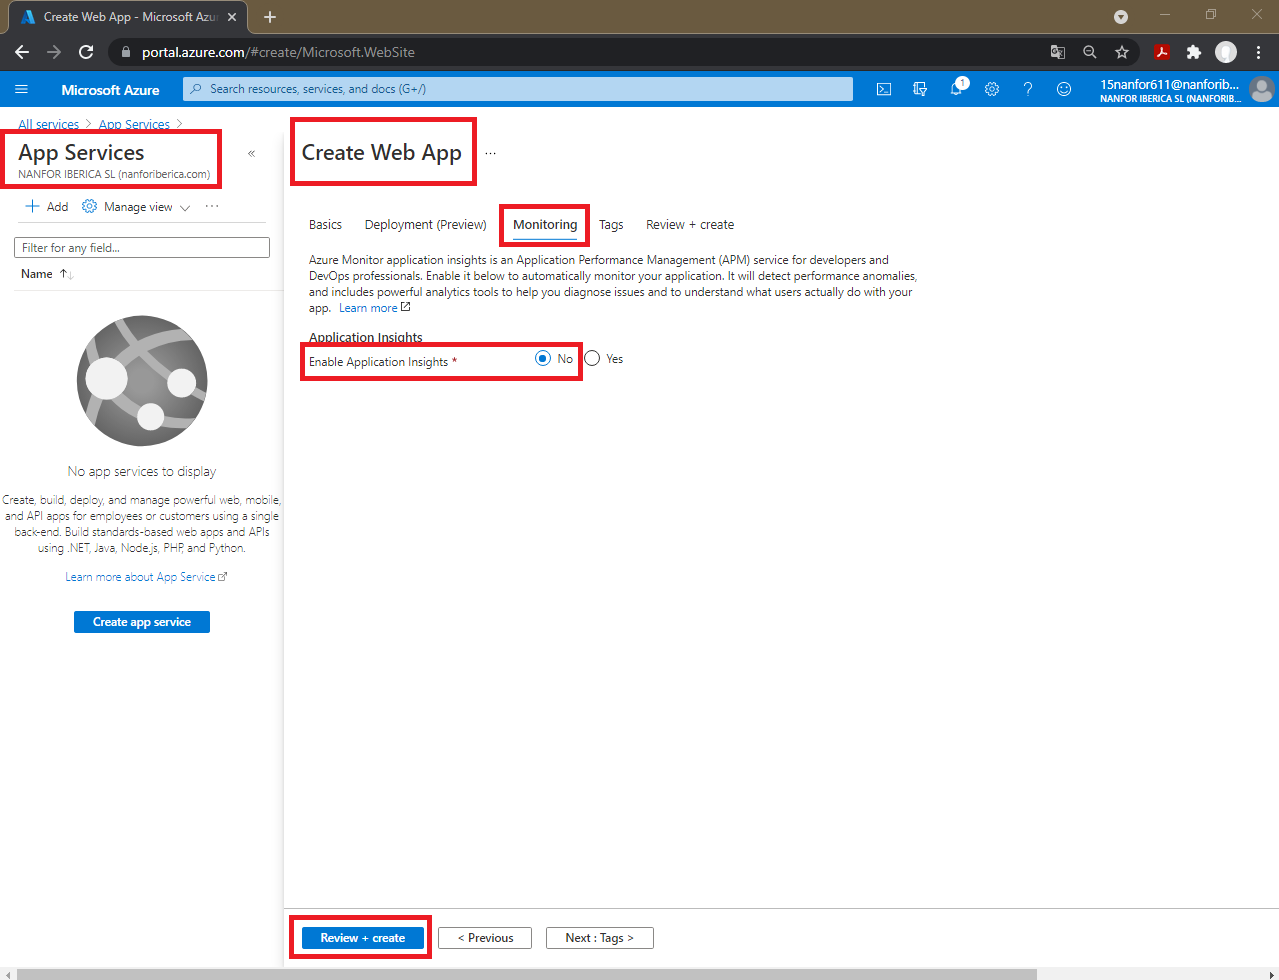 Create Web App - Microsoft Azur
portal.azure.com/#create/Microsoft.WebSite
Microsoft Azure
Search resources, services, and docs (G+/)
1
15nanfor611@nanforib...
NANFOR IBERICA SL (NANFORIB...
All services > App Services >
App Services
NANFOR IBERICA SL (nanforiberica.com)
«
Add
Manage view
...
Filter for any field...
Name ↑↓
No app services to display
Create, build, deploy, and manage powerful web, mobile,
and API apps for employees or customers using a single
back-end. Build standards-based web apps and APIs
using .NET, Java, Node.js, PHP, and Python.
Learn more about App Service
Create app service
Create Web App
...
Basics
Deployment (Preview)
Monitoring
Tags
Review + create
Azure Monitor application insights is an Application Performance Management (APM) service for developers and
DevOps professionals. Enable it below to automatically monitor your application. It will detect performance anomalies,
and includes powerful analytics tools to help you diagnose issues and to understand what users actually do with your
app. Learn more
Application Insights
Enable Application Insights *
No
Yes
Review + create
< Previous
Next : Tags >